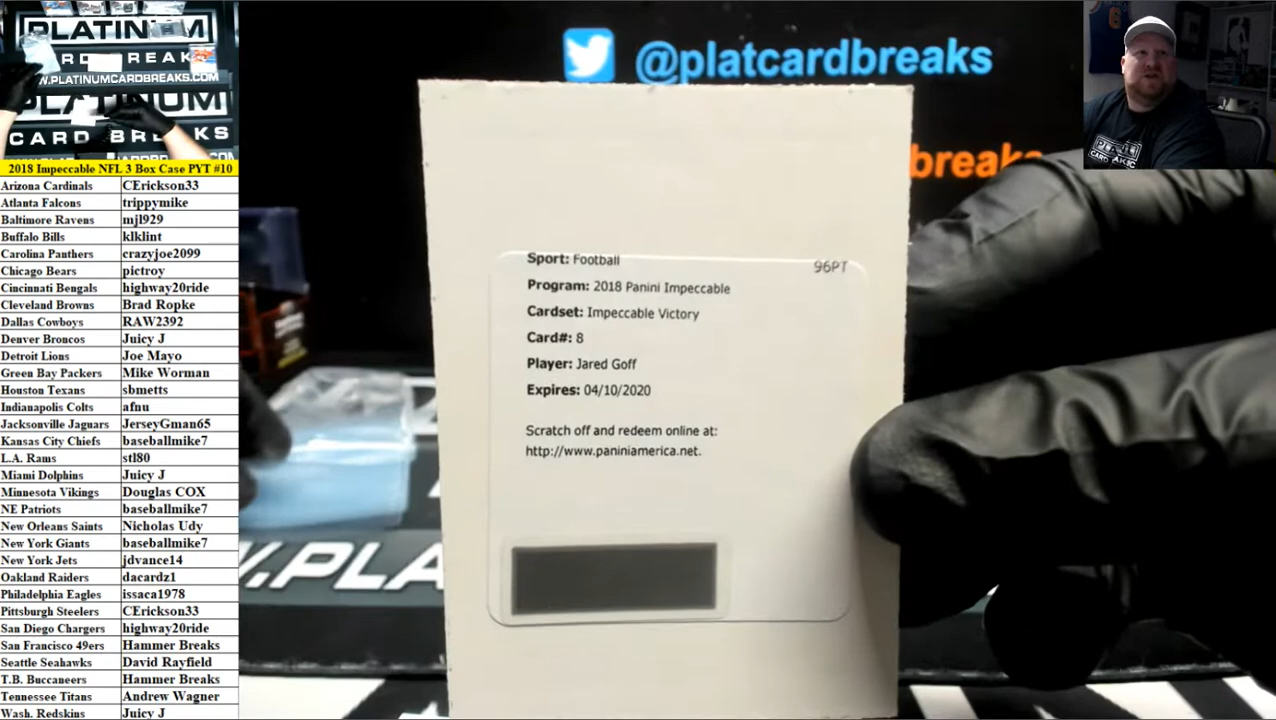 PLATINUM
CARD BREAKS
WWW.PLATINUMCARDBREAKS.COM
PLATINUM
CARD BREAKS
2018 Impeccable NFL 3 Box Case PYT #10
Arizona Cardinals CErickson33
Atlanta Falcons trippymike
Baltimore Ravens mjl929
Buffalo Bills klklint
Carolina Panthers crazyjoe2099
Chicago Bears pictroy
Cincinnati Bengals highway20ride
Cleveland Browns Brad Ropke
Dallas Cowboys RAW2392
Denver Broncos Juicy J
Detroit Lions Joe Mayo
Green Bay Packers Mike Worman
Houston Texans sbmetts
Indianapolis Colts afnu
Jacksonville Jaguars JerseyGman65
Kansas City Chiefs baseballmike7
L.A. Rams stl80
Miami Dolphins Juicy J
Minnesota Vikings Douglas COX
NE Patriots baseballmike7
New Orleans Saints Nicholas Udy
New York Giants baseballmike7
New York Jets jdvance14
Oakland Raiders dacardz1
Philadelphia Eagles issaca1978
Pittsburgh Steelers CErickson33
San Diego Chargers highway20ride
San Francisco 49ers Hammer Breaks
Seattle Seahawks David Rayfield
T.B. Buccaneers Hammer Breaks
Tennessee Titans Andrew Wagner
Wash. Redskins Juicy J
@platcardbreaks
breaks
Sport: Football
96PT
Program: 2018 Panini Impeccable
Cardset: Impeccable Victory
Card#: 8
Player: Jared Goff
Expires: 04/10/2020
Scratch off and redeem online at:
http://www.paniniamerica.net.
W.PLA